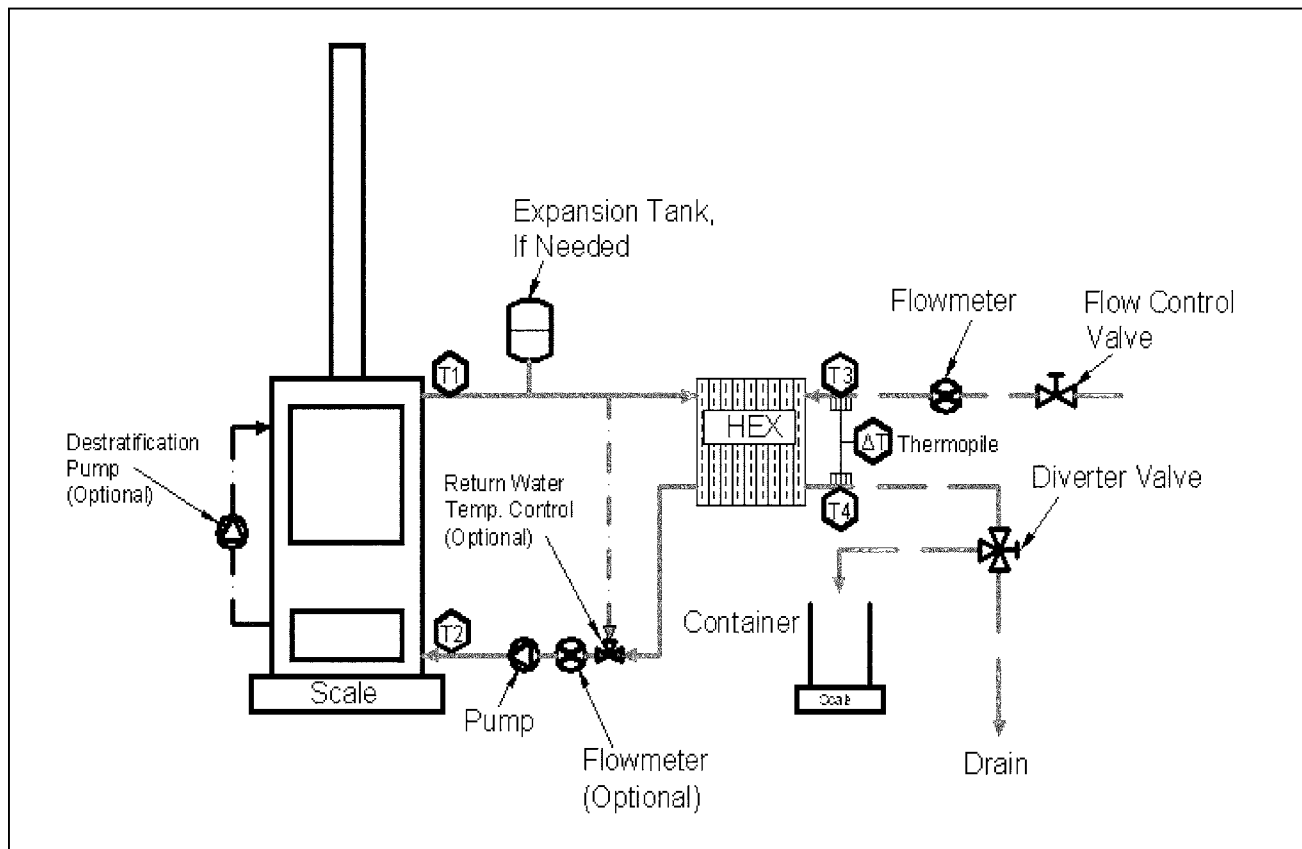 Expansion Tank,
If Needed
Flowmeter
Flow Control
Valve
T1
T3
HEX
ΔT
Thermopile
Destratification
Pump
(Optional)
Return Water
Temp. Control
(Optional)
T4
Diverter Valve
Container
T2
Scale
Pump
Flowmeter
(Optional)
Drain